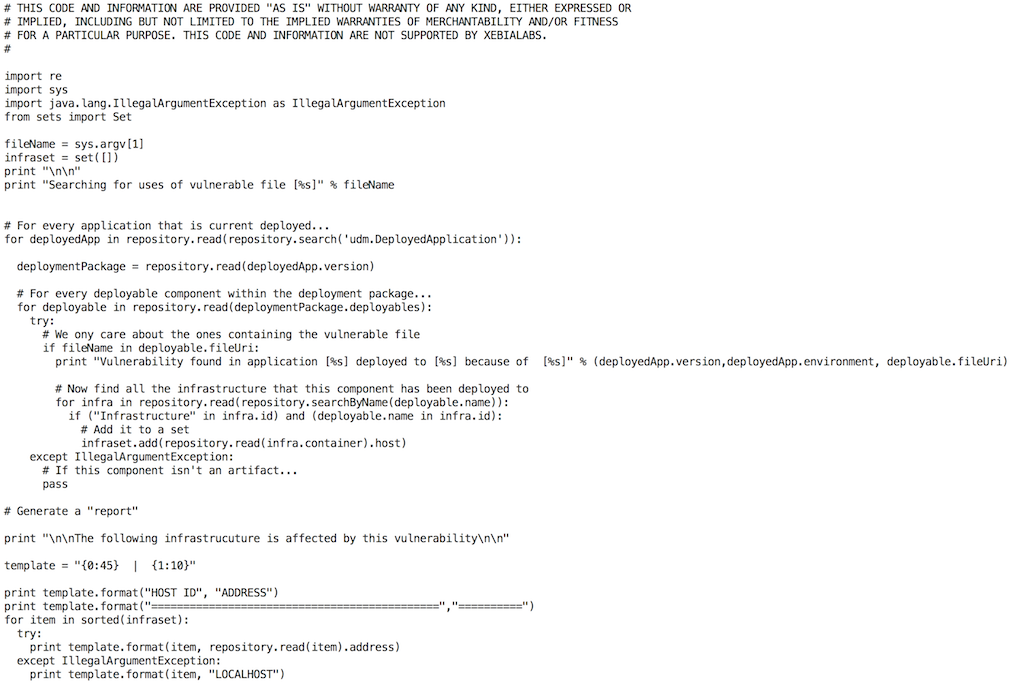 # THIS CODE AND INFORMATION ARE PROVIDED "AS IS" WITHOUT WARRANTY OF ANY KIND, EITHER EXPRESSED OR
# IMPLIED, INCLUDING BUT NOT LIMITED TO THE IMPLIED WARRANTIES OF MERCHANTABILITY AND/OR FITNESS
# FOR A PARTICULAR PURPOSE. THIS CODE AND INFORMATION ARE NOT SUPPORTED BY XEBIALABS.
#

import re
import sys
import java.lang.IllegalArgumentException as IllegalArgumentException
from sets import Set

fileName = sys.argv[1]
infraset = set([])
print "\n\n"
print "Searching for uses of vulnerable file [%s]" % fileName


# For every application that is current deployed...
for deployedApp in repository.read(repository.search('udm.DeployedApplication')):

  deploymentPackage = repository.read(deployedApp.version)

  # For every deployable component within the deployment package...
  for deployable in repository.read(deploymentPackage.deployables):
    try:
      # We ony care about the ones containing the vulnerable file
      if fileName in deployable.fileUri:
        print "Vulnerability found in application [%s] deployed to [%s] because of  [%s]" % (deployedApp.version,deployedApp.environment, deployable.fileUri)

        # Now find all the infrastructure that this component has been deployed to
        for infra in repository.read(repository.searchByName(deployable.name)):
          if ("Infrastructure" in infra.id) and (deployable.name in infra.id):
            # Add it to a set
            infraset.add(repository.read(infra.container).host)
    except IllegalArgumentException:
      # If this component isn't an artifact...
      pass

# Generate a "report"

print "\n\nThe following infrastrucuture is affected by this vulnerability\n\n"

template = "{0:45}  |  {1:10}"

print template.format("HOST ID", "ADDRESS")
print template.format("=============================================","==========")
for item in sorted(infraset):
  try:
    print template.format(item, repository.read(item).address)
  except IllegalArgumentException:
    print template.format(item, "LOCALHOST")